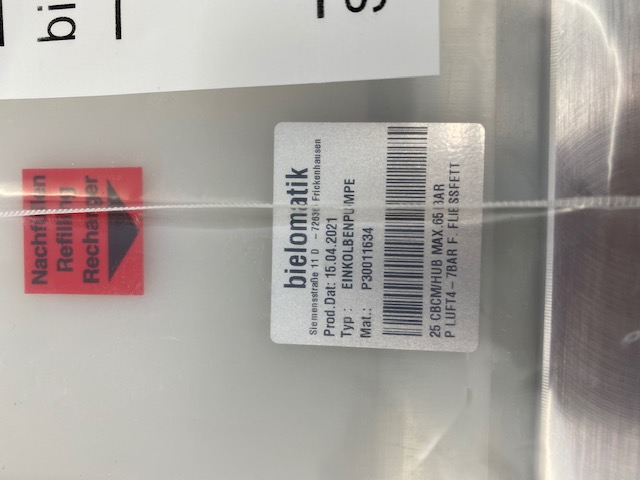 bielomatik
Siemensstraße 11 D - 72636 Frickenhausen
Prod.Dat: 15.04.2021
Typ : EINKOLBENPUMPE
Mat.: P30011634
25 CBCM/HUB MAX.65 BAR
P LUFT4-7BAR F. FLIESSFETT
Nachfüllen
Refilling
Recharger
bi